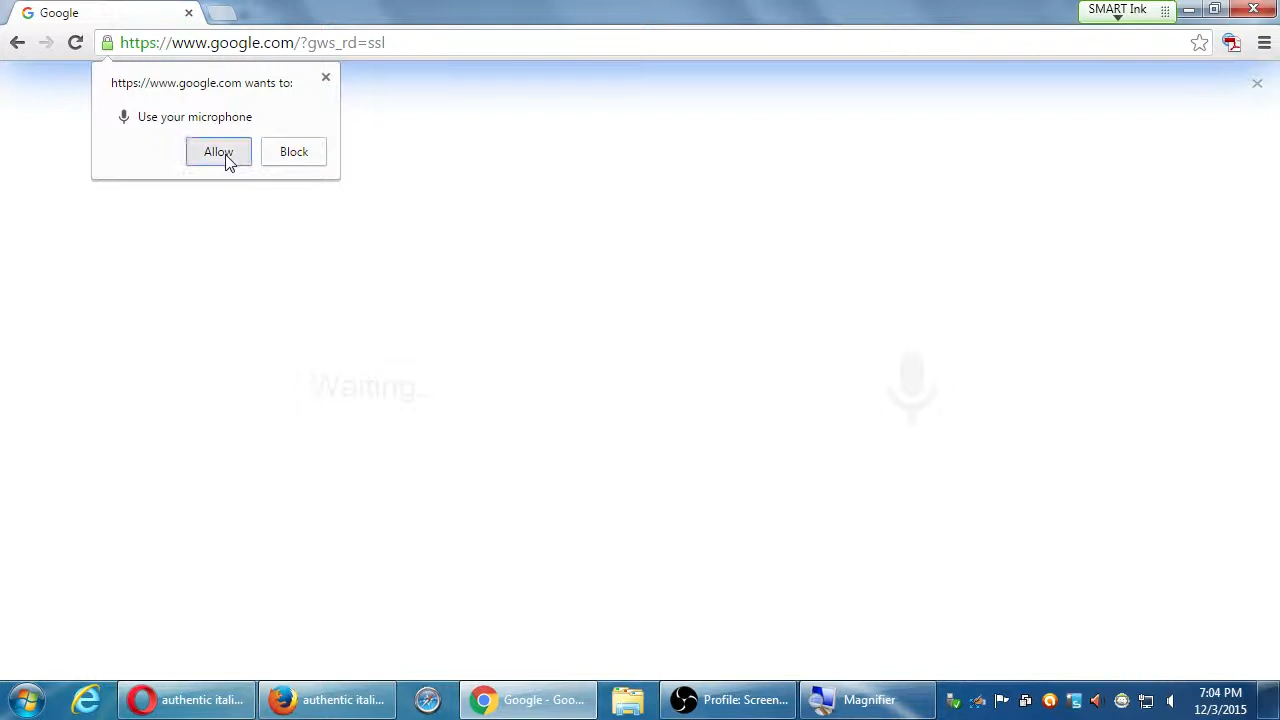 Google
SMART Ink
https://www.google.com/?gws_rd=ssl
https://www.google.com wants to:
Use your microphone
Allow
Block
Waiting...
authentic itali...
authentic itali...
Google - Goo...
Profile: Screen...
Magnifier
7:04 PM
12/3/2015